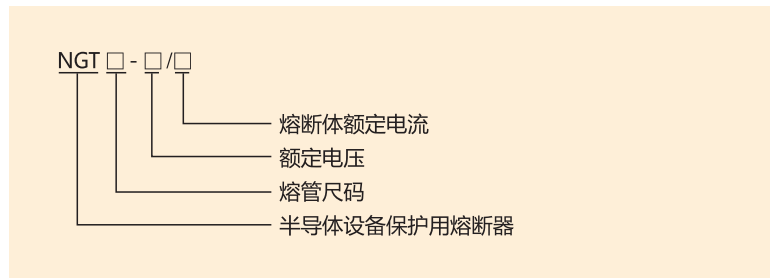 NGT□-□/□
熔断体额定电流
额定电压
熔管尺码
半导体设备保护用熔断器